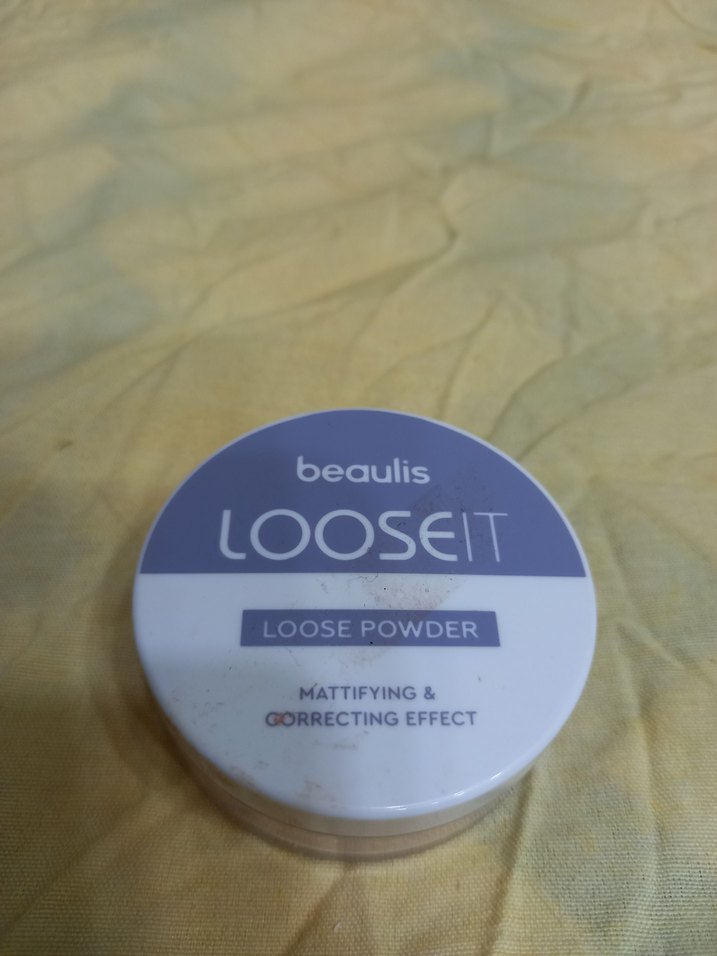 beaulis
LOOSEIT
LOOSE POWDER
MATTIFYING &
CORRECTING EFFECT